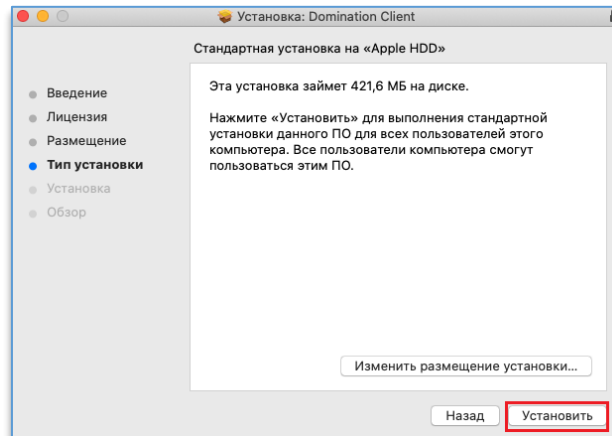 Установка: Domination Client
Стандартная установка на «Apple HDD»
Введение
Лицензия
Размещение
Тип установки
Установка
Обзор
Эта установка займет 421,6 МБ на диске.
Нажмите «Установить» для выполнения стандартной
установки данного ПО для всех пользователей этого
компьютера. Все пользователи компьютера смогут
пользоваться этим ПО.
Изменить размещение установки...
Назад
Установить